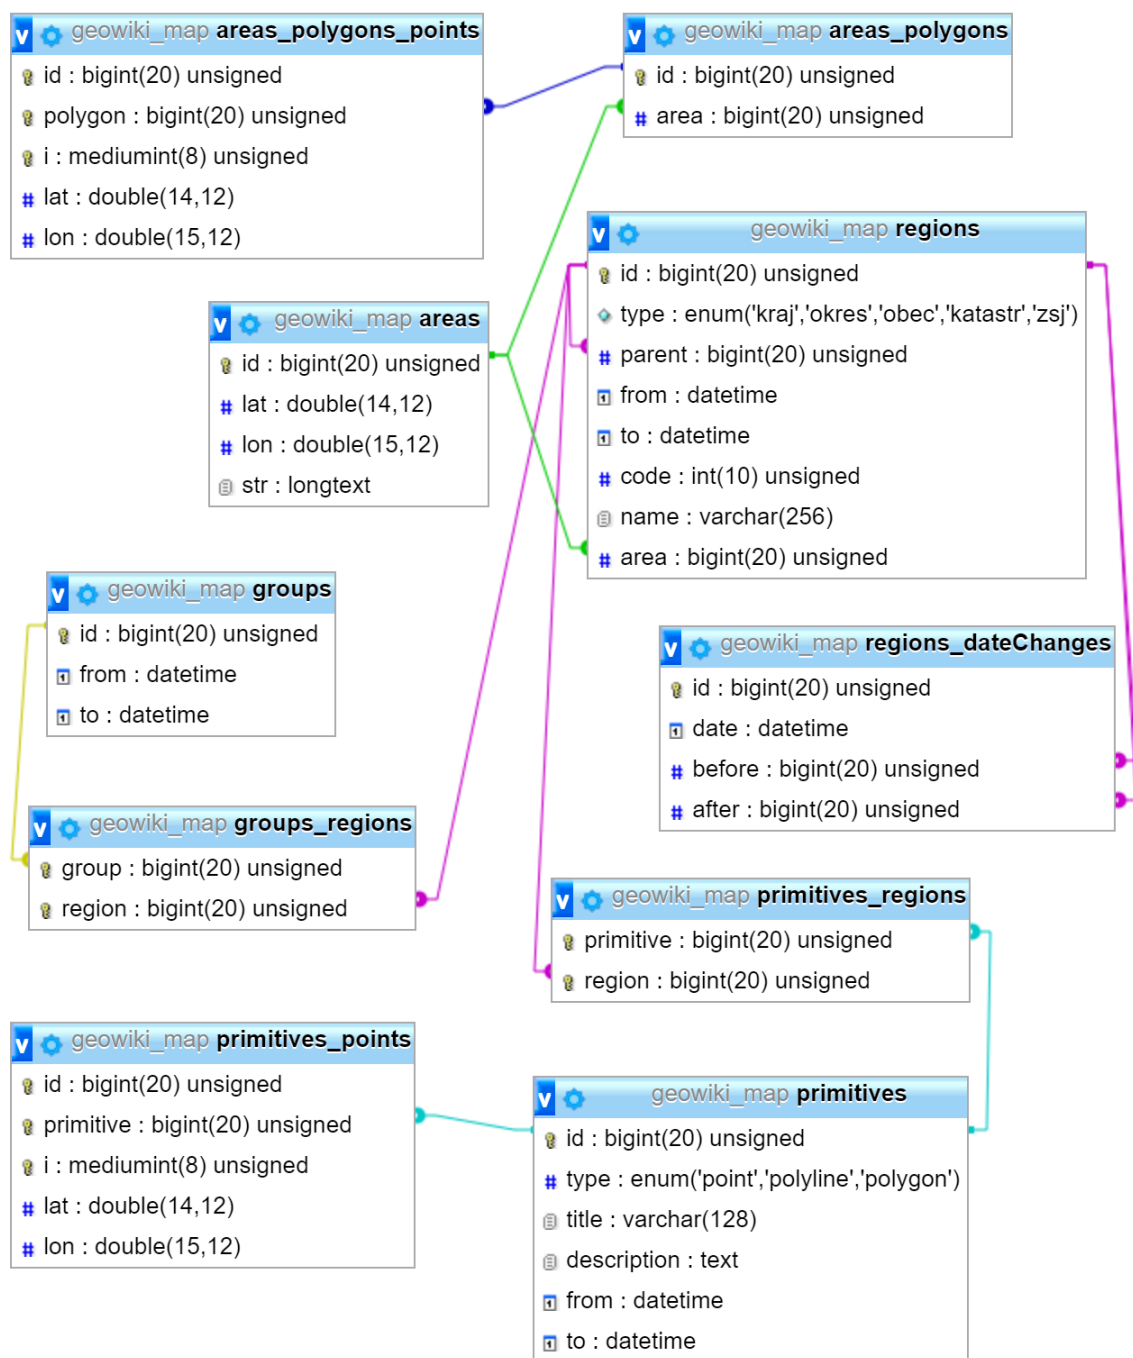 v geowiki_map areas_polygons_points
id : bigint(20) unsigned
polygon : bigint(20) unsigned
i : mediumint(8) unsigned
lat : double(14,12)
lon : double(15,12)
v geowiki_map areas_polygons
id : bigint(20) unsigned
area : bigint(20) unsigned
v geowiki_map regions
id : bigint(20) unsigned
type : enum('kraj','okres','obec','katastr','zsj')
parent : bigint(20) unsigned
from : datetime
to : datetime
code : int(10) unsigned
name : varchar(256)
area : bigint(20) unsigned
v geowiki_map areas
id : bigint(20) unsigned
lat : double(14,12)
lon : double(15,12)
str : longtext
v geowiki_map groups
id : bigint(20) unsigned
from : datetime
to : datetime
v geowiki_map regions_dateChanges
id : bigint(20) unsigned
date : datetime
before : bigint(20) unsigned
after : bigint(20) unsigned
v geowiki_map groups_regions
group : bigint(20) unsigned
region : bigint(20) unsigned
v geowiki_map primitives_regions
primitive : bigint(20) unsigned
region : bigint(20) unsigned
v geowiki_map primitives_points
id : bigint(20) unsigned
primitive : bigint(20) unsigned
i : mediumint(8) unsigned
lat : double(14,12)
lon : double(15,12)
v geowiki_map primitives
id : bigint(20) unsigned
type : enum('point','polyline','polygon')
title : varchar(128)
description : text
from : datetime
to : datetime